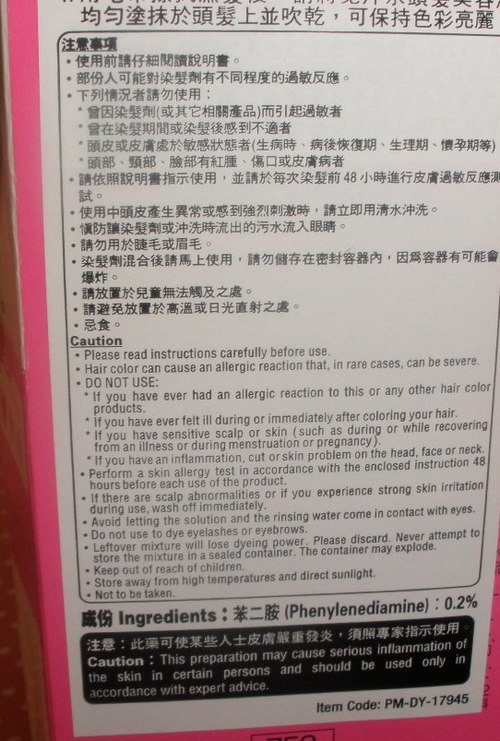 均勻塗抹於頭髮上並吹乾，可保持色彩亮麗
注意事項
• 使用前請仔細閱讀說明書。
• 部份人可能對染髮劑有不同程度的過敏反應。
• 下列情況者請勿使用：
* 曾因染髮劑(或其它相關產品)而引起過敏者
* 曾在染髮期間或染髮後感到不適者
* 頭皮或皮膚處於敏感狀態者(生病時、病後恢復期、生理期、懷孕期等)
* 頭部、頸部、臉部有紅腫、傷口或皮膚病者
• 請依照說明書指示使用，並請於每次染髮前48小時進行皮膚過敏反應測
試。
• 使用中頭皮產生異常或感到強烈刺激時，請立即用清水沖洗。
• 慎防讓染髮劑或沖洗時流出的污水流入眼睛。
• 請勿用於睫毛或眉毛。
• 染髮劑混合後請馬上使用，請勿儲存在密封容器內，因為容器有可能會
爆炸。
• 請放置於兒童無法觸及之處。
• 請避免放置於高溫或日光直射之處。
• 忌食。
Caution
• Please read instructions carefully before use.
• Hair color can cause an allergic reaction that, in rare cases, can be severe.
• DO NOT USE:
* If you have ever had an allergic reaction to this or any other hair color
products.
* If you have ever felt ill during or immediately after coloring your hair.
* If you have sensitive scalp or skin (such as during or while recovering
from an illness or during menstruation or pregnancy).
* If you have an inflammation, cut or skin problem on the head, face or neck.
• Perform a skin allergy test in accordance with the enclosed instruction 48
hours before each use of the product.
• If there are scalp abnormalities or if you experience strong skin irritation
during use, wash off immediately.
• Avoid letting the solution and the rinsing water come in contact with eyes.
• Do not use to dye eyelashes or eyebrows.
• Leftover mixture will lose dyeing power. Please discard. Never attempt to
store the mixture in a sealed container. The container may explode.
• Keep out of reach of children.
• Store away from high temperatures and direct sunlight.
• Not to be taken.
成份 Ingredients：苯二胺 (Phenylenediamine)：0.2%
注意：此藥可使某些人士皮膚嚴重發炎，須照專家指示使用。
Caution：This preparation may cause serious inflammation of
the skin in certain persons and should be used only in
accordance with expert advice.
Item Code: PM-DY-17945